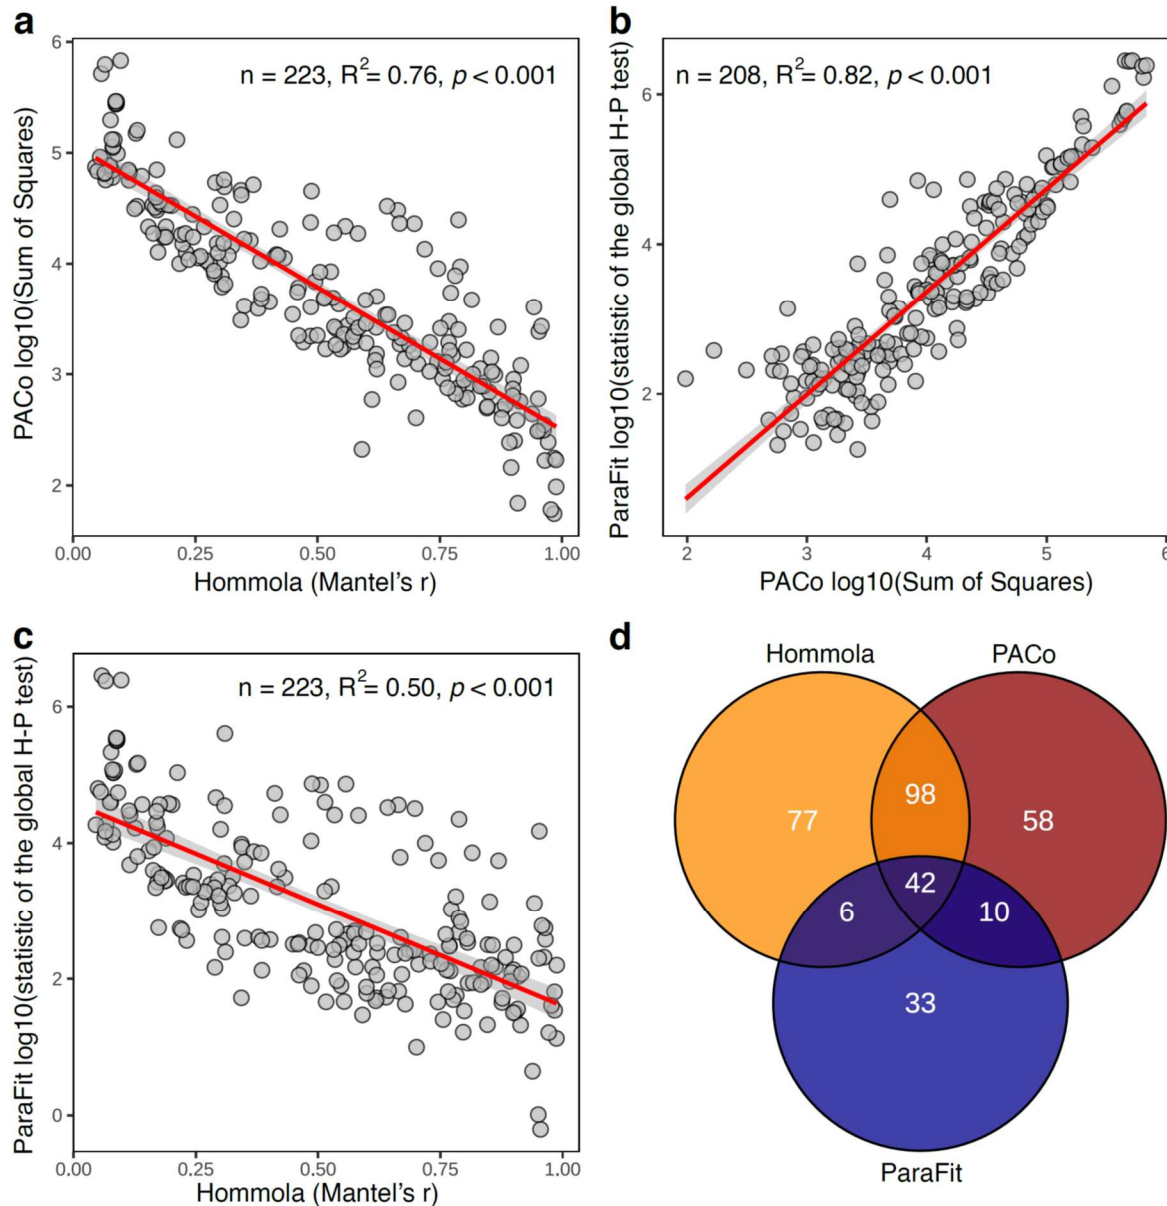 a
n = 223, R2= 0.76, p < 0.001
PACo log10(Sum of Squares)
6
5
4
3
2
0.00 0.25 0.50 0.75 1.00
Hommola (Mantel's r)
b
n = 208, R2= 0.82, p < 0.001
ParaFit log10(statistic of the global H-P test)
6
4
2
2 3 4 5 6
PACo log10(Sum of Squares)
c
n = 223, R2= 0.50, p < 0.001
ParaFit log10(statistic of the global H-P test)
6
4
2
0
0.00 0.25 0.50 0.75 1.00
Hommola (Mantel's r)
d
Hommola PACo
98
77 58
42
6 10
33
ParaFit